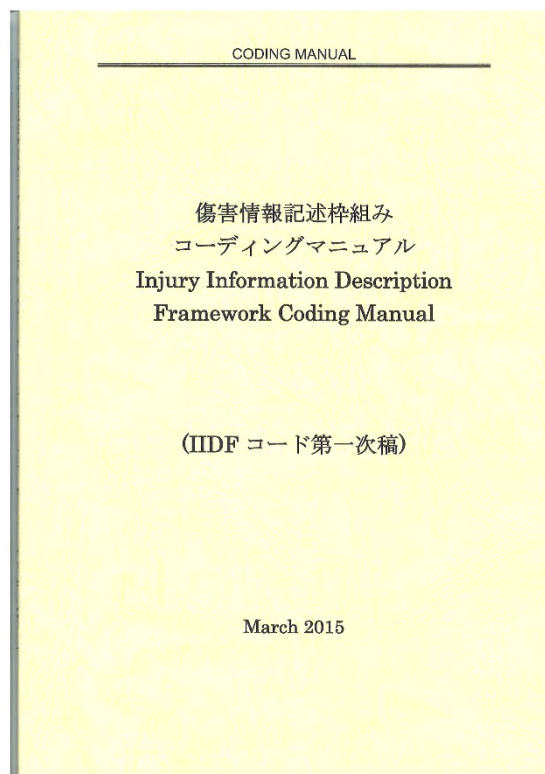 CODING MANUAL
傷害情報記述枠組み
コーディングマニュアル
Injury Information Description
Framework Coding Manual
(IIDF コード第一次稿)
March 2015